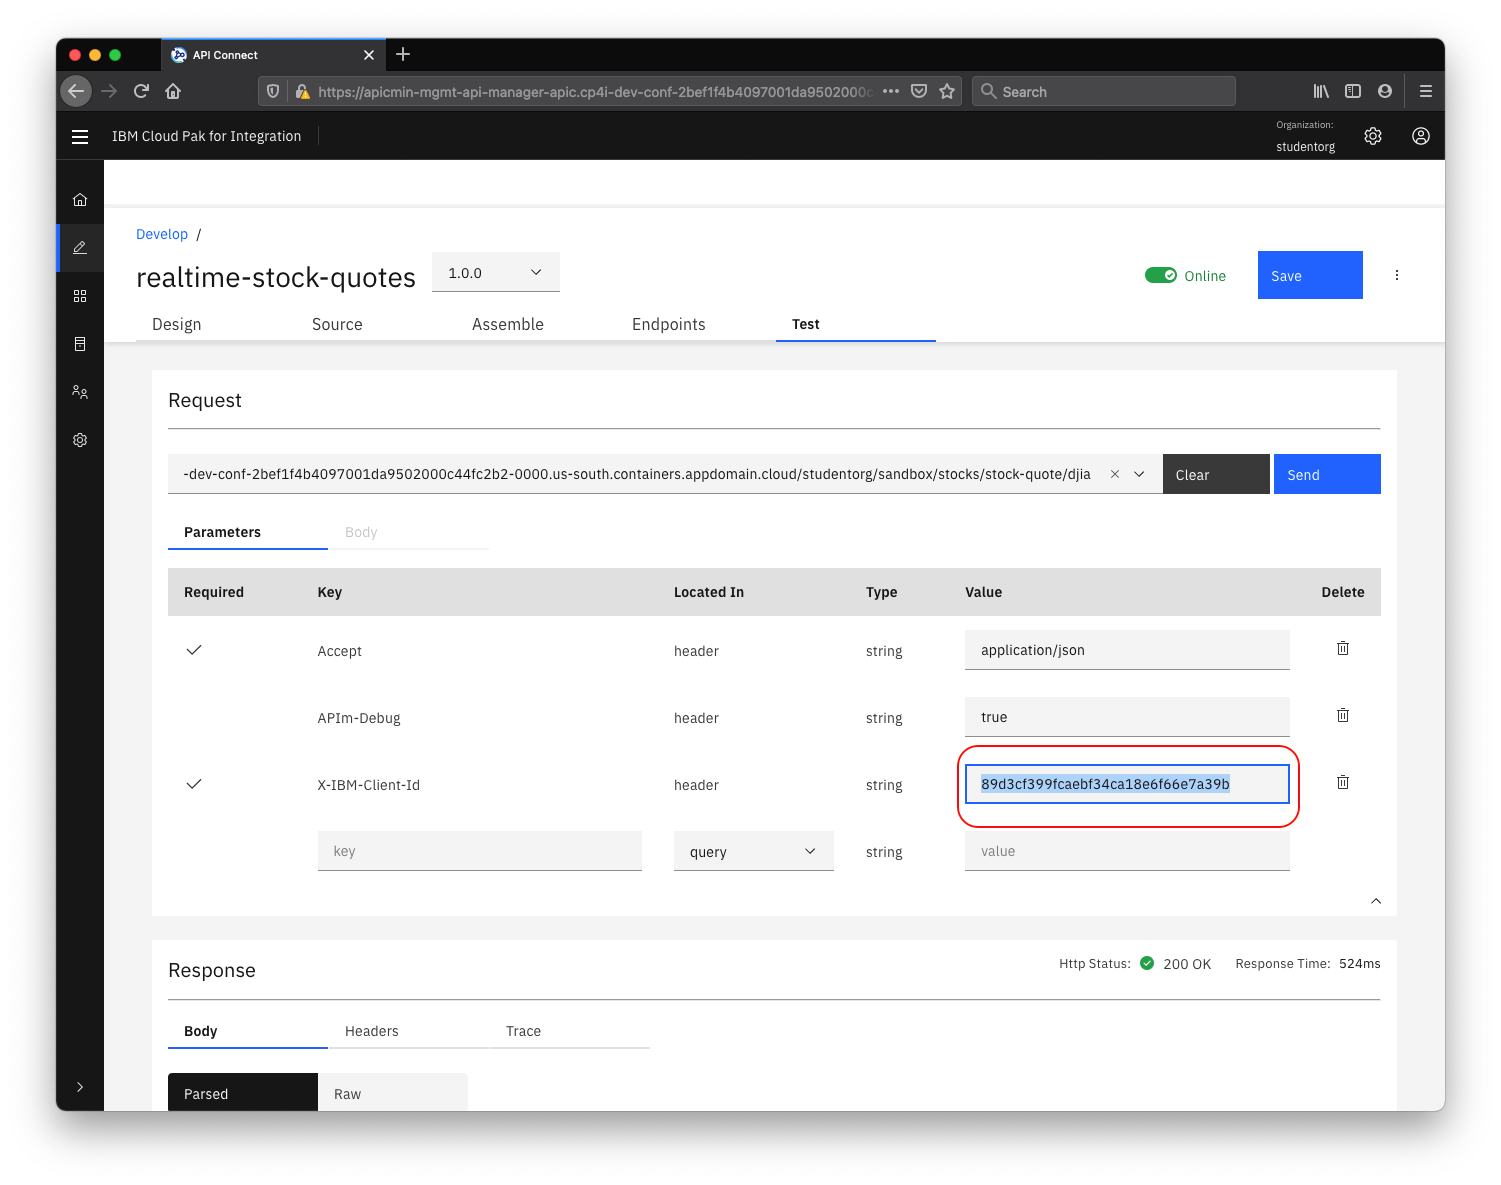 API Connect
https://apicmin-mgmt-api-manager-apic.cp4i-dev-conf-2bef1f4b4097001da9502000c
Search
IBM Cloud Pak for Integration
Organization:
studentorg
Develop /
realtime-stock-quotes
1.0.0
Online
Save
Design Source Assemble Endpoints Test
Request
-dev-conf-2bef1f4b4097001da9502000c44fc2b2-0000.us-south.containers.appdomain.cloud/studentorg/sandbox/stocks/stock-quote/djia
Clear
Send
Parameters Body
Required Key Located In Type Value Delete
Accept header string application/json
APIm-Debug header string true
X-IBM-Client-Id header string 89d3cf399fcaebf34ca18e6f66e7a39b
key query string value
Response
Http Status: 200 OK Response Time: 524ms
Body Headers Trace
Parsed Raw